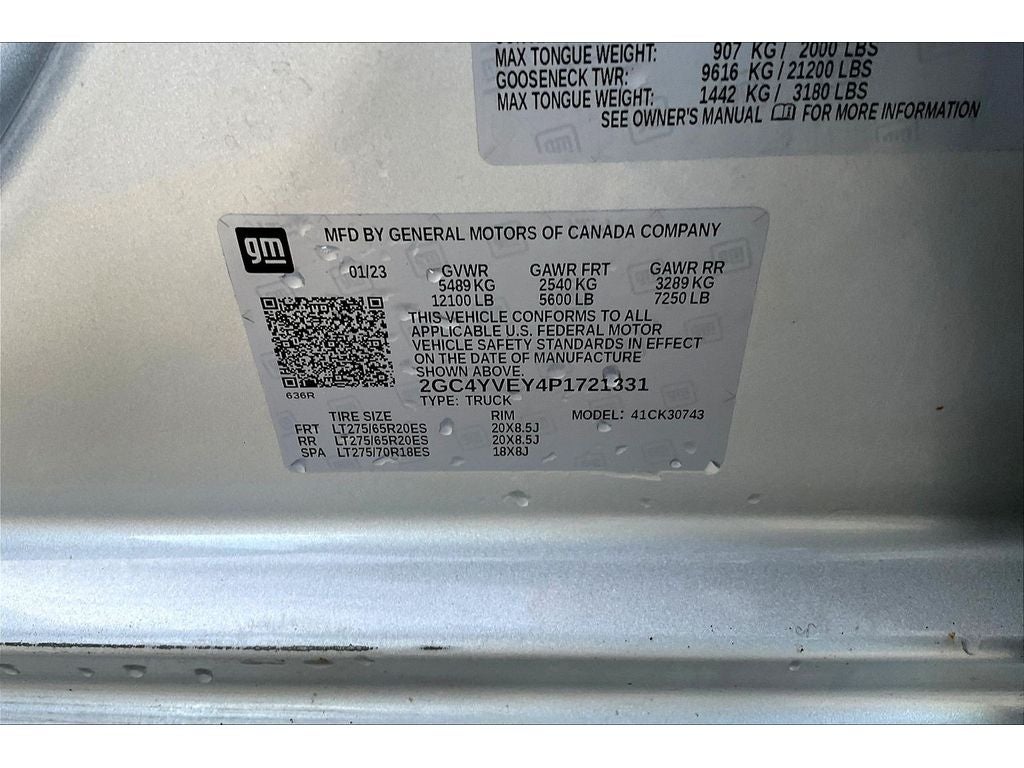 MAX TONGUE WEIGHT: 907 KG / 2000 LBS
GOOSENECK TWR: 9616 KG / 21200 LBS
MAX TONGUE WEIGHT: 1442 KG / 3180 LBS
SEE OWNER'S MANUAL FOR MORE INFORMATION
gm
MFD BY GENERAL MOTORS OF CANADA COMPANY
01/23 GVWR GAWR FRT GAWR RR
5489 KG 2540 KG 3289 KG
12100 LB 5600 LB 7250 LB
THIS VEHICLE CONFORMS TO ALL
APPLICABLE U.S. FEDERAL MOTOR
VEHICLE SAFETY STANDARDS IN EFFECT
ON THE DATE OF MANUFACTURE
SHOWN ABOVE.
2GC4YVEY4P1721331
636R
TYPE: TRUCK
TIRE SIZE RIM MODEL: 41CK30743
FRT LT275/65R20ES 20X8.5J
RR LT275/65R20ES 20X8.5J
SPA LT275/70R18ES 18X8J